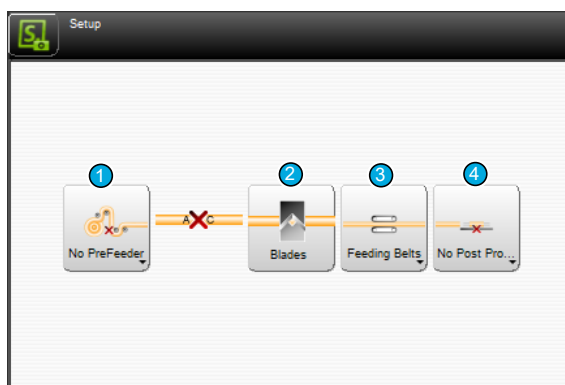 S
Setup
1
2
3
4
A C
No PreFeeder
Blades
Feeding Belts
No Post Pro...